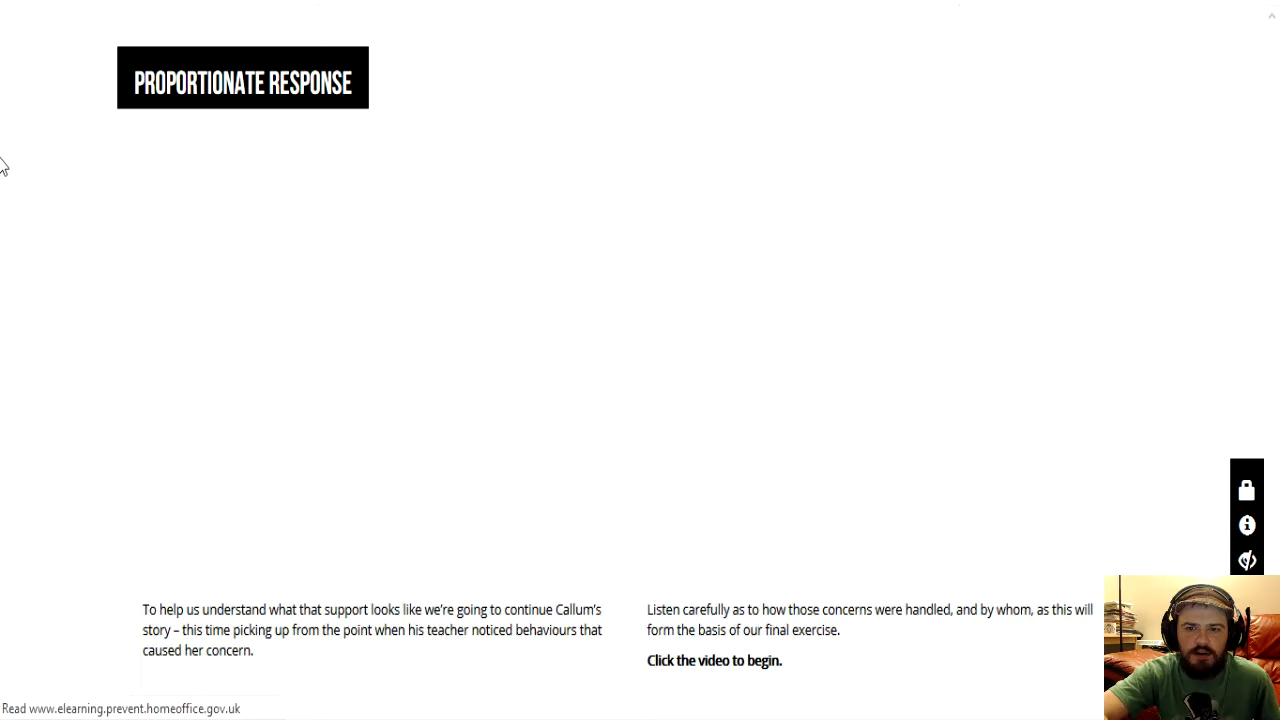 PROPORTIONATE RESPONSE
To help us understand what that support looks like we're going to continue Callum's
story – this time picking up from the point when his teacher noticed behaviours that
caused her concern.
Listen carefully as to how those concerns were handled, and by whom, as this will
form the basis of our final exercise.
Click the video to begin.
Read www.elearning.prevent.homeoffice.gov.uk